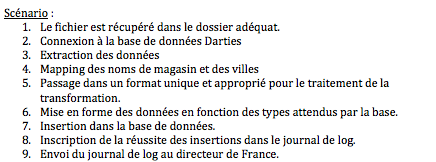 Scénario :
1. Le fichier est récupéré dans le dossier adéquat.
2. Connexion à la base de données Darties
3. Extraction des données
4. Mapping des noms de magasin et des villes
5. Passage dans un format unique et approprié pour le traitement de la
transformation.
6. Mise en forme des données en fonction des types attendus par la base.
7. Insertion dans la base de données.
8. Inscription de la réussite des insertions dans le journal de log.
9. Envoi du journal de log au directeur de France.